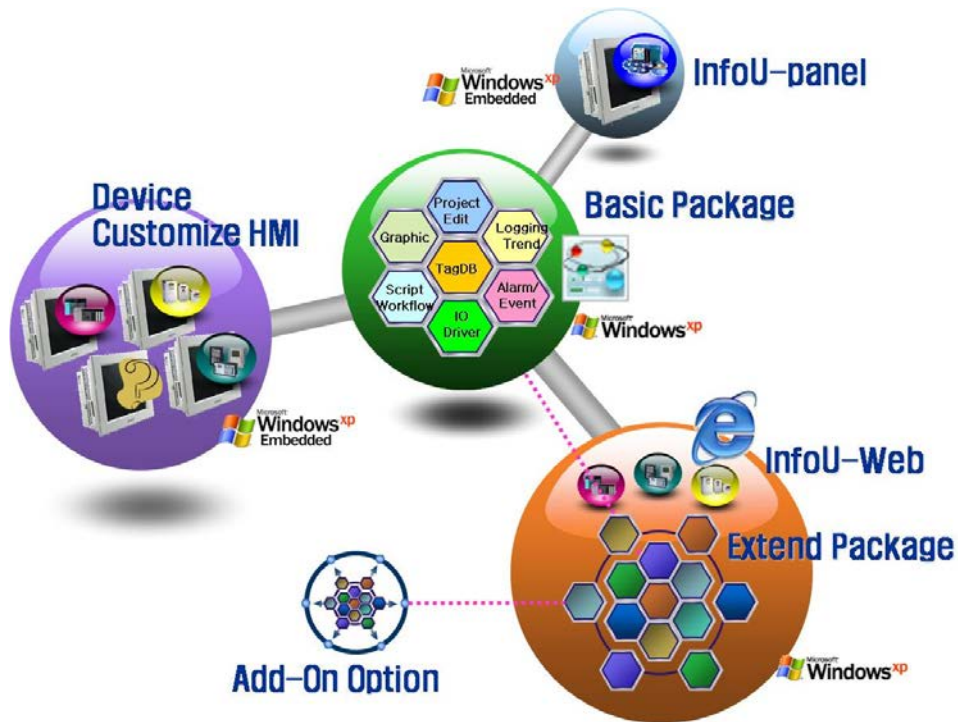 Microsoft
Windows xp
Embedded
InfoU-panel
Device
Customize HMI
Basic Package
Project
Edit
Graphic
Logging
Trend
TagDB
Script
Workflow
Alarm/
Event
IO
Driver
Microsoft
Windows xp
Microsoft
Windows xp
Embedded
InfoU-Web
Extend Package
Add-On Option
Microsoft
Windows xp